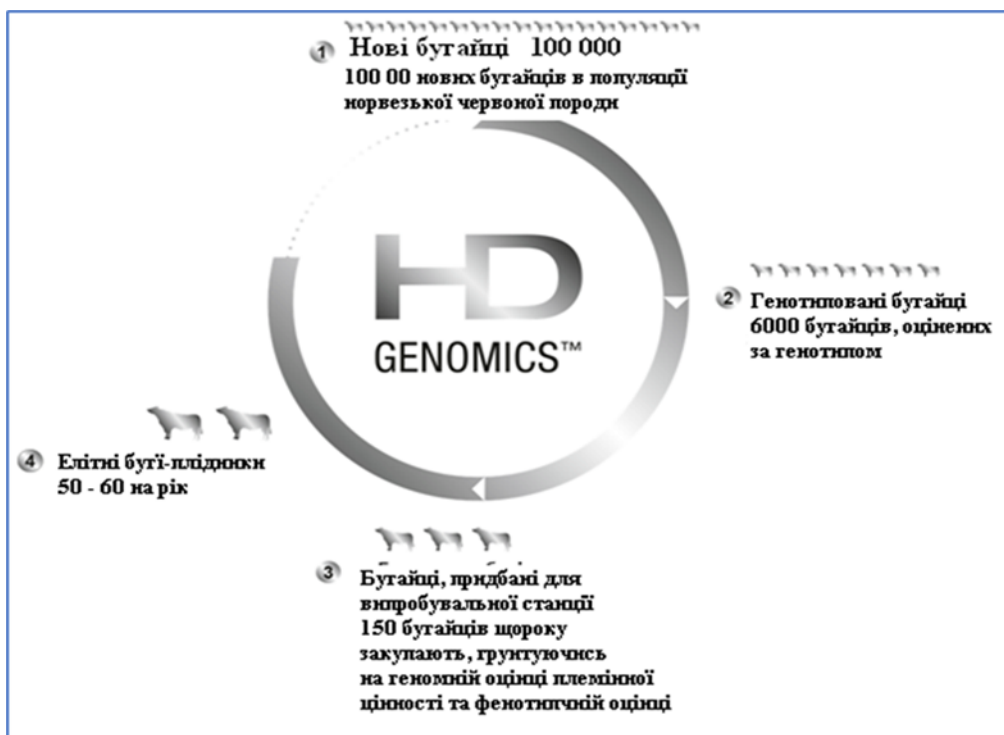 1 Нові бугайці 100 000
100 00 нових бугайців в популяції
норвезької червоної породи
HD
GENOMICS™
2 Генотиповані бугайці
6000 бугайців, оцінених
за генотипом
3 Бугайці, придбані для
випробувальної станції
150 бугайців щороку
закупають, грунтуючись
на геномній оцінці племінної
цінності та фенотипчній оцінці
4 Елітні бугї-плідники
50 - 60 на рік